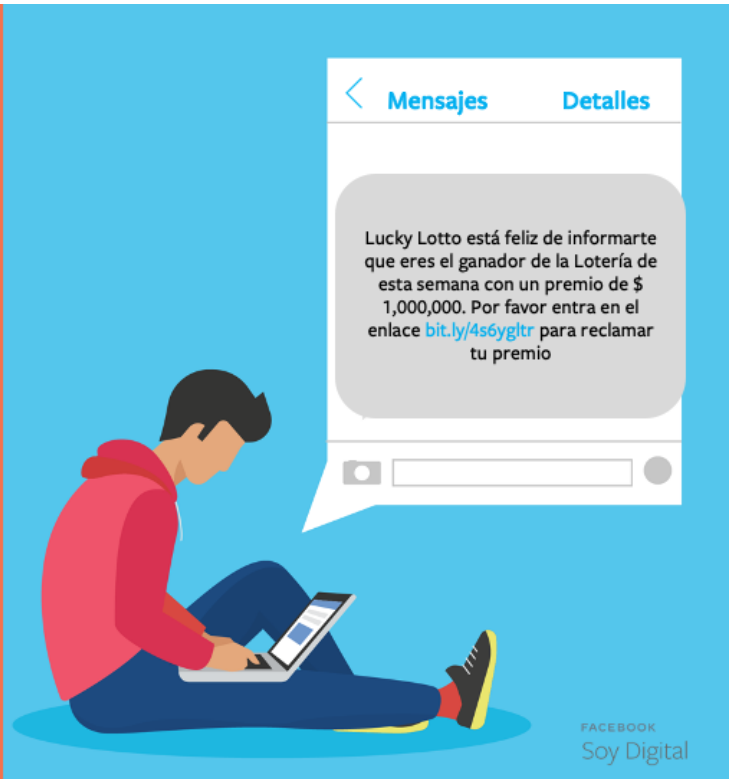 Mensajes
Detalles
Lucky Lotto está feliz de informarte
que eres el ganador de la Lotería de
esta semana con un premio de $
1,000,000. Por favor entra en el
enlace bit.ly/4s6ygltr para reclamar
tu premio
FACEBOOK
Soy Digital